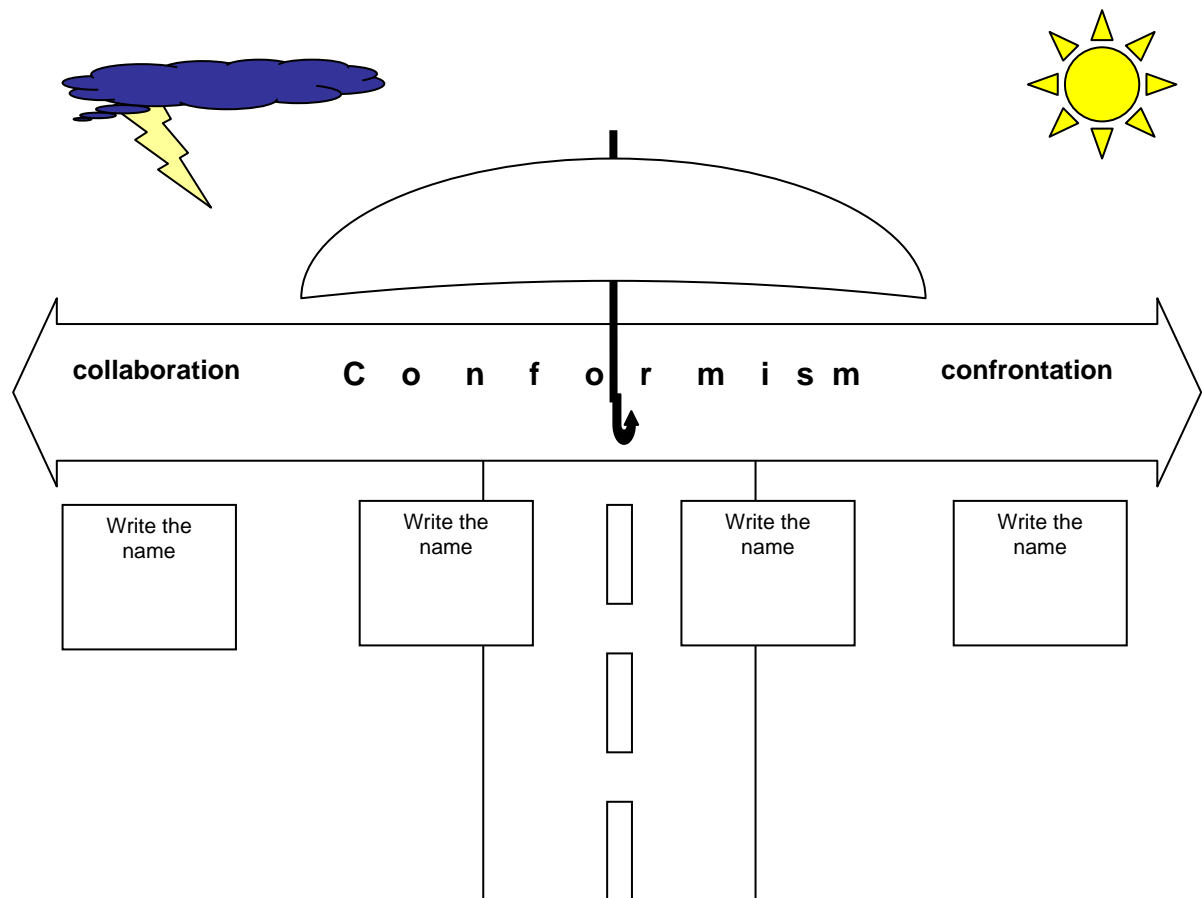 collaboration C o n f o r m i s m confrontation
Write the
name
Write the
name
Write the
name
Write the
name